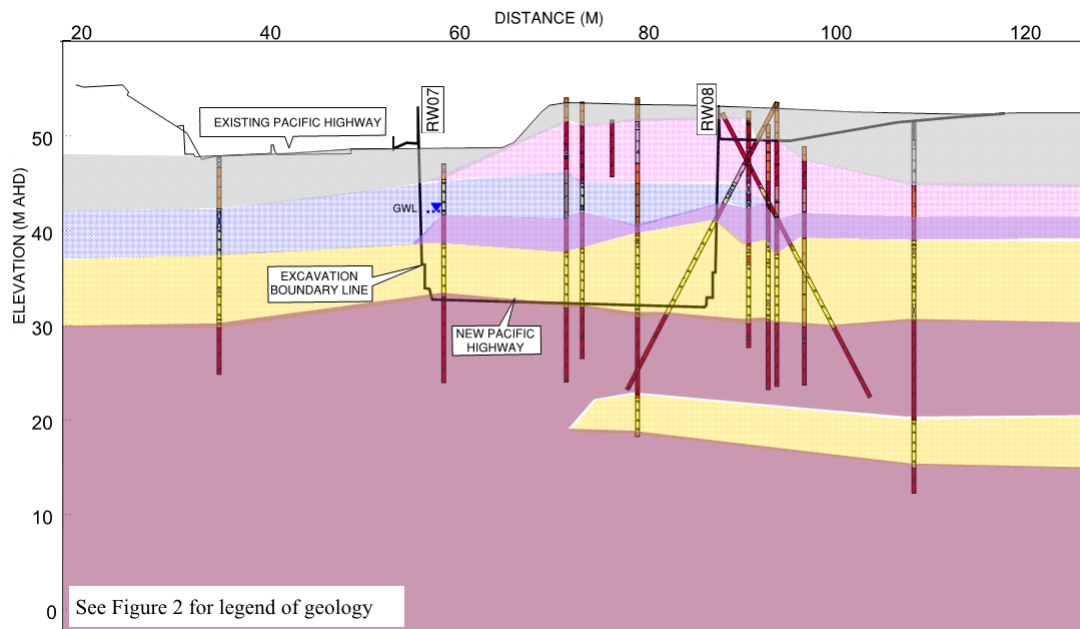 DISTANCE (M)
20 40 60 80 100 120
ELEVATION (M AHD)
50
40
30
20
10
0
EXISTING PACIFIC HIGHWAY
RW07
RW08
GWL
EXCAVATION
BOUNDARY LINE
NEW PACIFIC
HIGHWAY
See Figure 2 for legend of geology